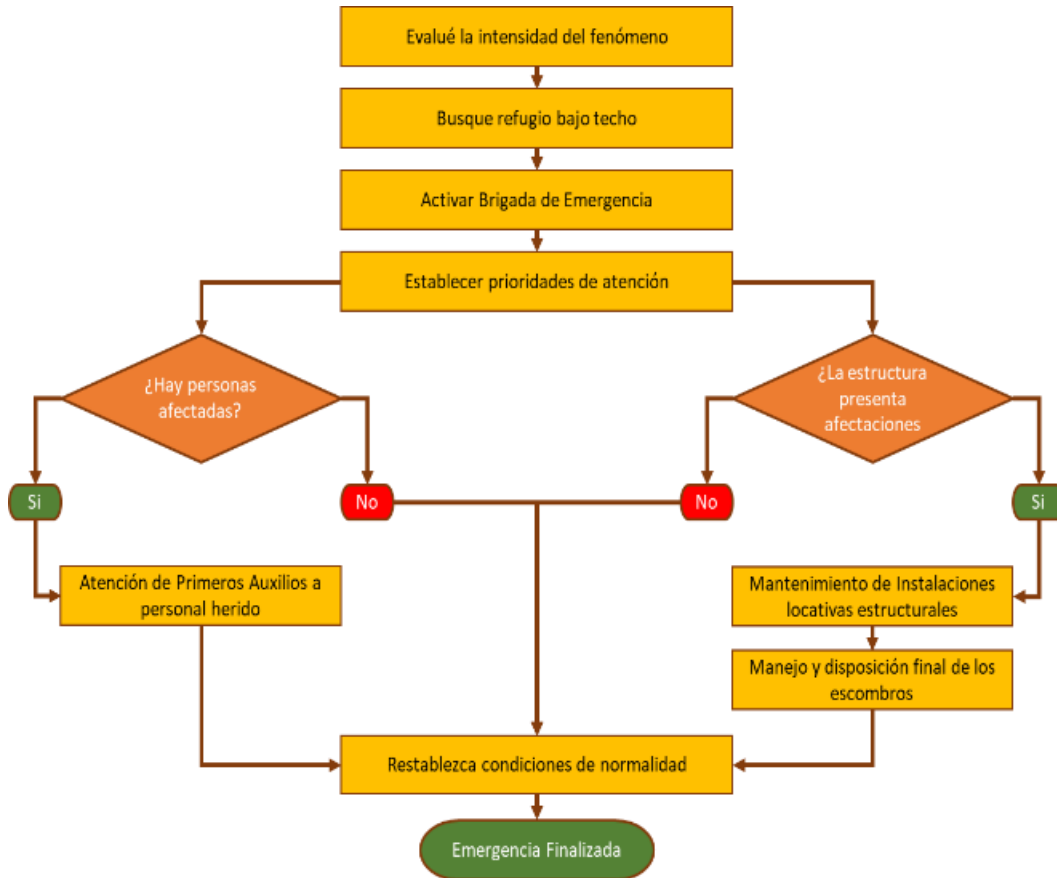 Evalué la intensidad del fenómeno
Busque refugio bajo techo
Activar Brigada de Emergencia
Establecer prioridades de atención
¿Hay personas
afectadas?
¿La estructura
presenta
afectaciones
Si
No
No
Si
Atención de Primeros Auxilios a
personal herido
Mantenimiento de Instalaciones
locativas estructurales
Manejo y disposición final de los
escombros
Restablezca condiciones de normalidad
Emergencia Finalizada